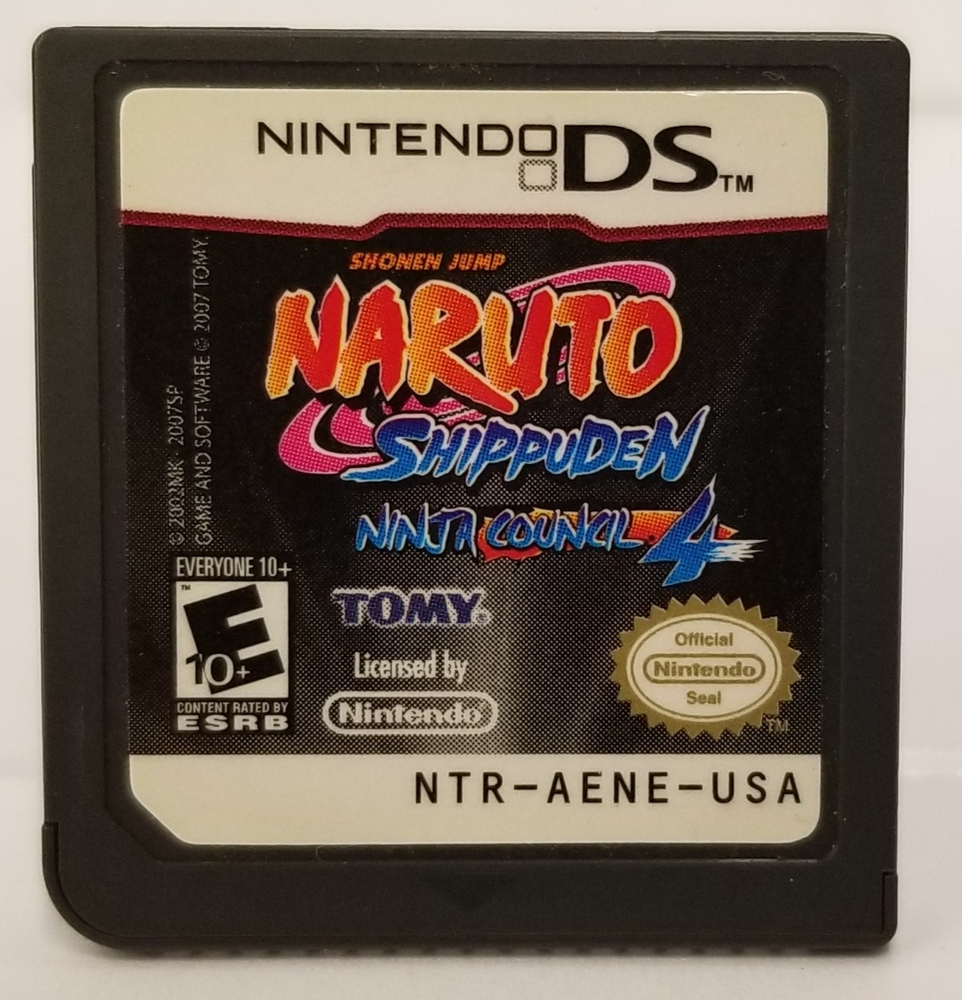 NINTENDO DS™
SHONEN JUMP
NARUTO
SHIPPUDEN
NINJA COUNCIL 4
© 2002MK · 2007SP
GAME AND SOFTWARE © 2007 TOMY.
EVERYONE 10+
™
E
10+
CONTENT RATED BY
ESRB
TOMY®
Licensed by
Nintendo®
Official
Nintendo
Seal
TM
NTR-AENE-USA